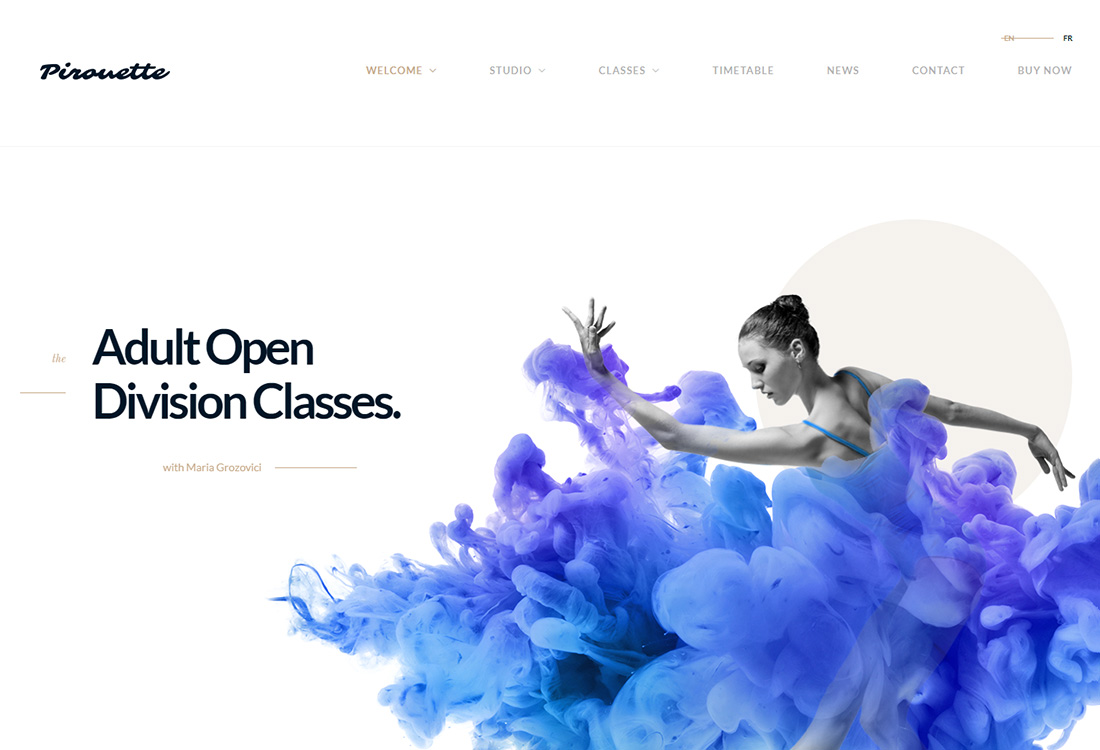 EN FR
Pirouette
WELCOME STUDIO CLASSES TIMETABLE NEWS CONTACT BUY NOW
the
Adult Open
Division Classes.
with Maria Grozovici